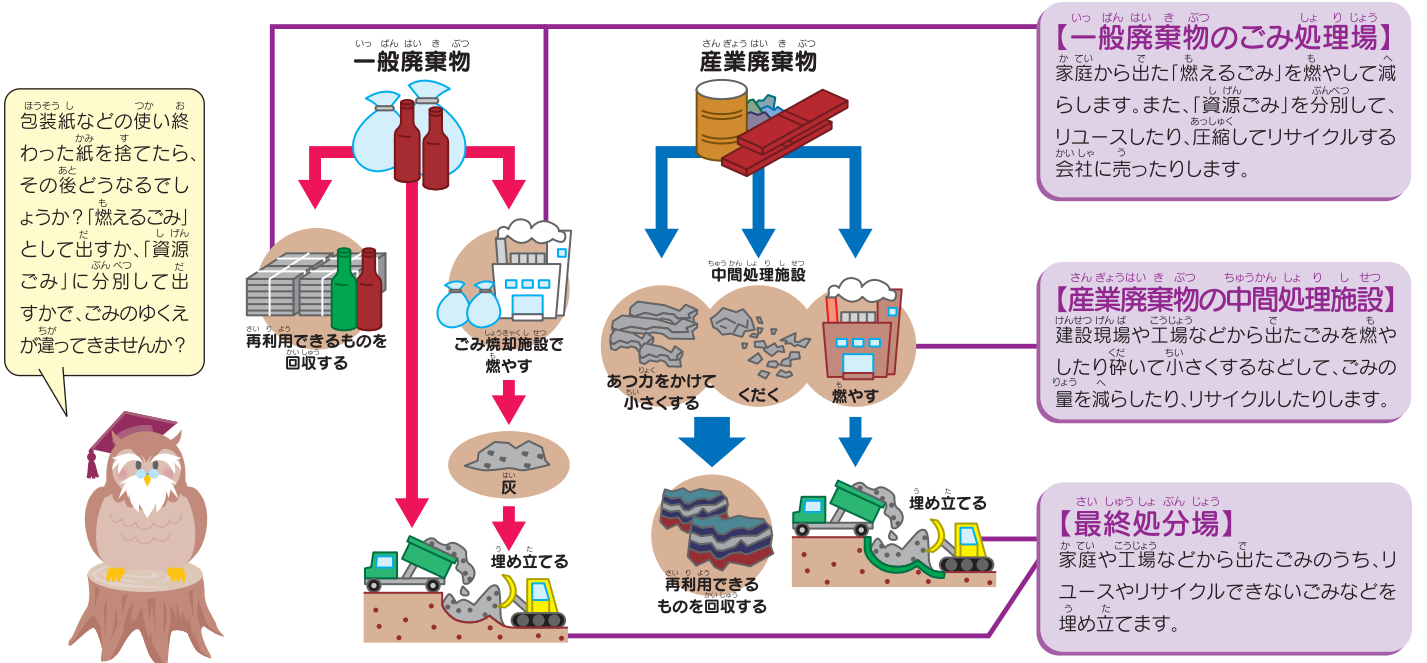 包装紙などの使い終
わった紙を捨てたら、
その後どうなるでし
ょうか？「燃えるごみ」
として出すか、「資源
ごみ」に分別して出
すかで、ごみのゆくえ
が違ってきませんか？
一般廃棄物
再利用できるものを
回収する
ごみ焼却施設で
燃やす
灰
埋め立てる
産業廃棄物
中間処理施設
あつ力をかけて
小さくする
くだく
燃やす
再利用できる
ものを回収する
埋め立てる
【一般廃棄物のごみ処理場】
家庭から出た「燃えるごみ」を燃やして減
らします。また、「資源ごみ」を分別して、
リユースしたり、圧縮してリサイクルする
会社に売ったりします。
【産業廃棄物の中間処理施設】
建設現場や工場などから出たごみを燃や
したり砕いて小さくするなどして、ごみの
量を減らしたり、リサイクルしたりします。
【最終処分場】
家庭や工場などから出たごみのうち、リ
ユースやリサイクルできないごみなどを
埋め立てます。